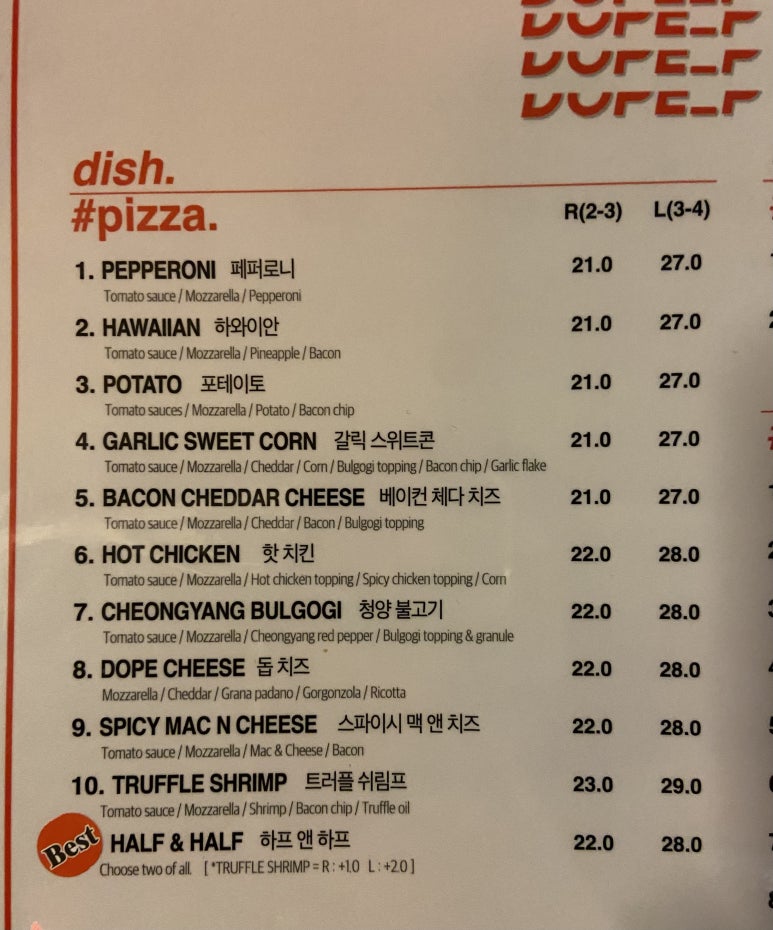 DOPE_P
DOPE_P
DOPE_P
dish.
#pizza. R(2-3) L(3-4)
1. PEPPERONI 페퍼로니 21.0 27.0
Tomato sauce / Mozzarella / Pepperoni
2. HAWAIIAN 하와이안 21.0 27.0
Tomato sauce / Mozzarella / Pineapple / Bacon
3. POTATO 포테이토 21.0 27.0
Tomato sauces / Mozzarella / Potato / Bacon chip
4. GARLIC SWEET CORN 갈릭 스위트콘 21.0 27.0
Tomato sauce / Mozzarella / Cheddar / Corn / Bulgogi topping / Bacon chip / Garlic flake
5. BACON CHEDDAR CHEESE 베이컨 체다 치즈 21.0 27.0
Tomato sauce / Mozzarella / Cheddar / Bacon / Bulgogi topping
6. HOT CHICKEN 핫 치킨 22.0 28.0
Tomato sauce / Mozzarella / Hot chicken topping / Spicy chicken topping / Corn
7. CHEONGYANG BULGOGI 청양 불고기 22.0 28.0
Tomato sauce / Mozzarella / Cheongyang red pepper / Bulgogi topping & granule
8. DOPE CHEESE 돕 치즈 22.0 28.0
Mozzarella / Cheddar / Grana padano / Gorgonzola / Ricotta
9. SPICY MAC N CHEESE 스파이시 맥 앤 치즈 22.0 28.0
Tomato sauce / Mozzarella / Mac & Cheese / Bacon
10. TRUFFLE SHRIMP 트러플 쉬림프 23.0 29.0
Tomato sauce / Mozzarella / Shrimp / Bacon chip / Truffle oil
Best HALF & HALF 하프 앤 하프 22.0 28.0
Choose two of all. [ *TRUFFLE SHRIMP = R : +1.0 L : +2.0 ]